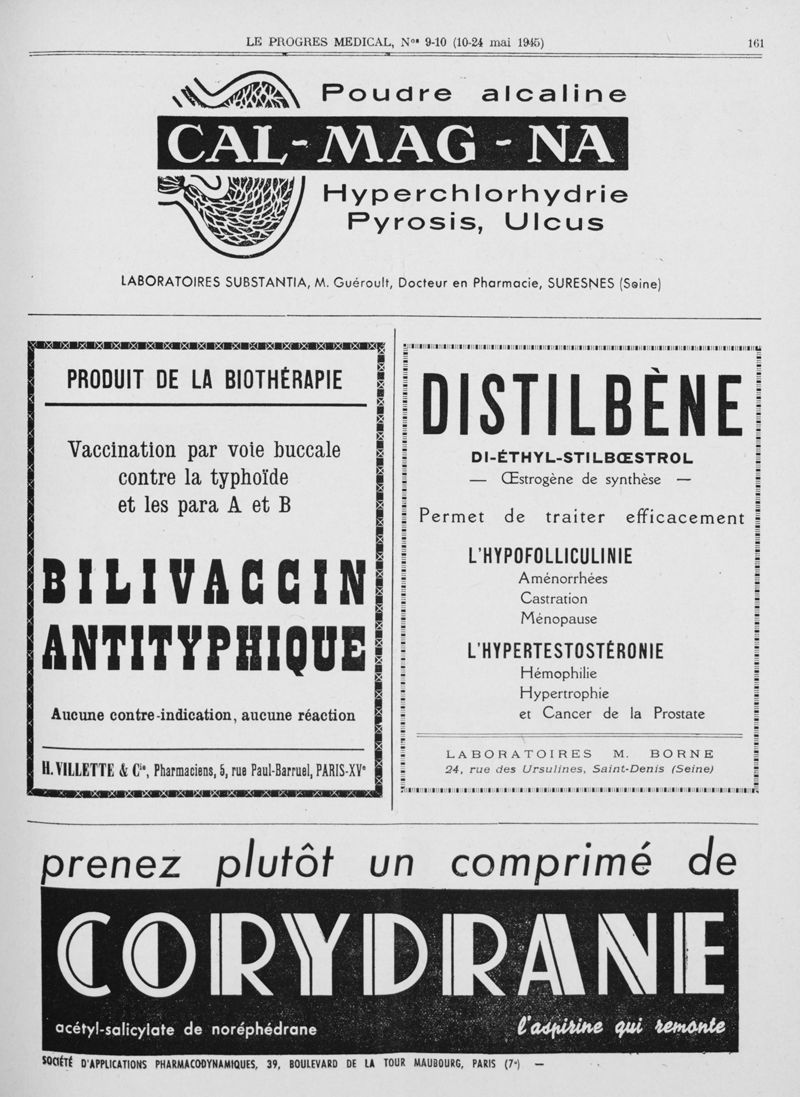 LE PROGRES MEDICAL, Nos 9-10 (10-24 mai 1945)
161
Poudre alcaline
CAL-MAG-NA
Hyperchlorhydrie
Pyrosis, Ulcus
LABORATOIRES SUBSTANTIA, M. Guéroult, Docteur en Pharmacie, SURESNES (Seine)
PRODUIT DE LA BIOTHÉRAPIE
Vaccination par voie buccale
contre la typhoïde
et les para A et B
BILIVACCIN
ANTITYPHIQUE
Aucune contre-indication, aucune réaction
H. VILLETTE & Cie, Pharmaciens, 5, rue Paul-Barruel, PARIS-XVe
DISTILBÈNE
DI-ÉTHYL-STILBŒSTROL
— Œstrogène de synthèse —
Permet de traiter efficacement
L'HYPOFOLLICULINIE
Aménorrhées
Castration
Ménopause
L'HYPERTESTOSTÉRONIE
Hémophilie
Hypertrophie
et Cancer de la Prostate
LABORATOIRES M. BORNE
24, rue des Ursulines, Saint-Denis (Seine)
prenez plutôt un comprimé de
CORYDRANE
acétyl-salicylate de noréphédrane
l'aspirine qui remonte
SOCIÉTÉ D'APPLICATIONS PHARMACODYNAMIQUES, 39, BOULEVARD DE LA TOUR MAUBOURG, PARIS (7e) —